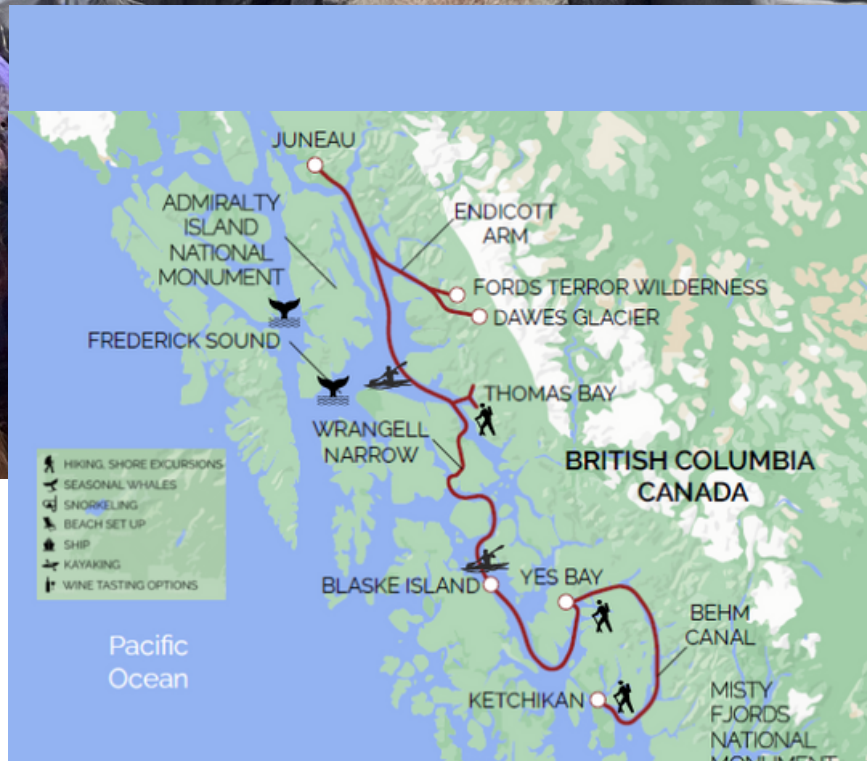 JUNEAU
ADMIRALTY
ISLAND
NATIONAL
MONUMENT
ENDICOTT
ARM
FORDS TERROR WILDERNESS
DAWES GLACIER
FREDERICK SOUND
THOMAS BAY
WRANGELL
NARROW
BRITISH COLUMBIA
CANADA
HIKING, SHORE EXCURSIONS
SEASONAL WHALES
SNORKELING
BEACH SET UP
SHIP
KAYAKING
WINE TASTING OPTIONS
BLASKE ISLAND
YES BAY
BEHM
CANAL
Pacific
Ocean
KETCHIKAN
MISTY
FJORDS
NATIONAL
MONUMENT